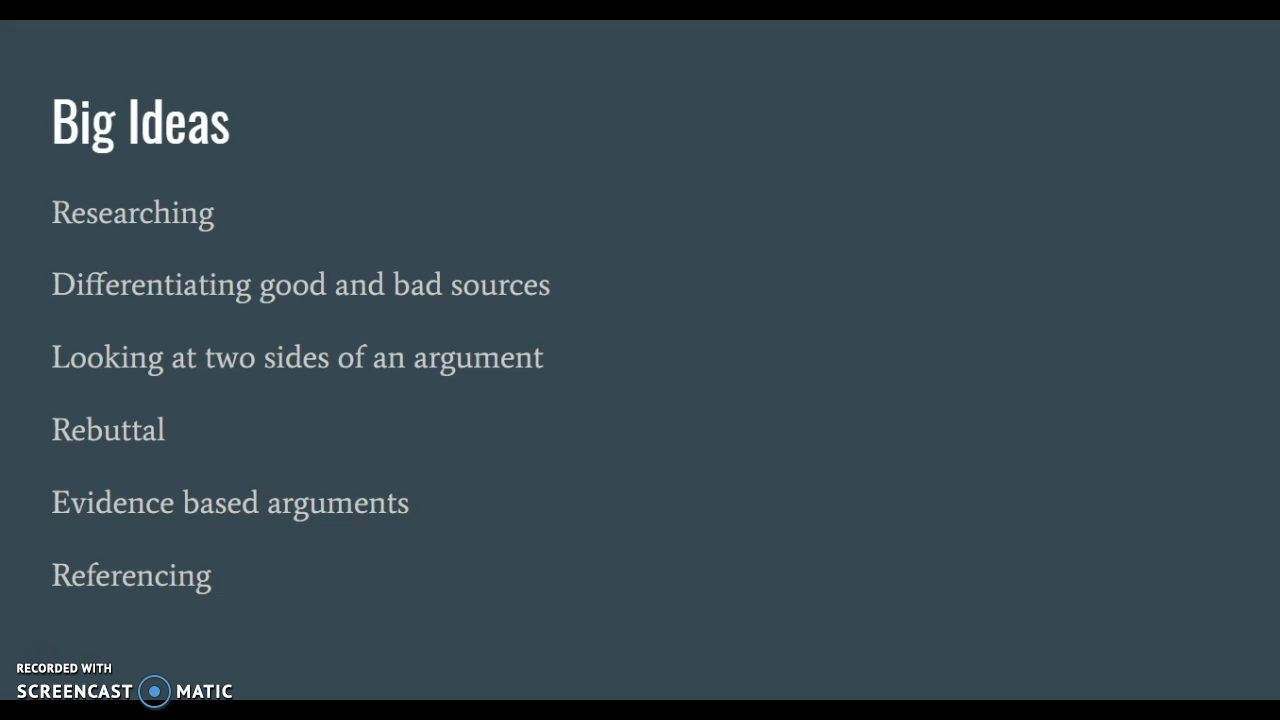 Big Ideas
Researching
Differentiating good and bad sources
Looking at two sides of an argument
Rebuttal
Evidence based arguments
Referencing
RECORDED WITH
SCREENCAST MATIC